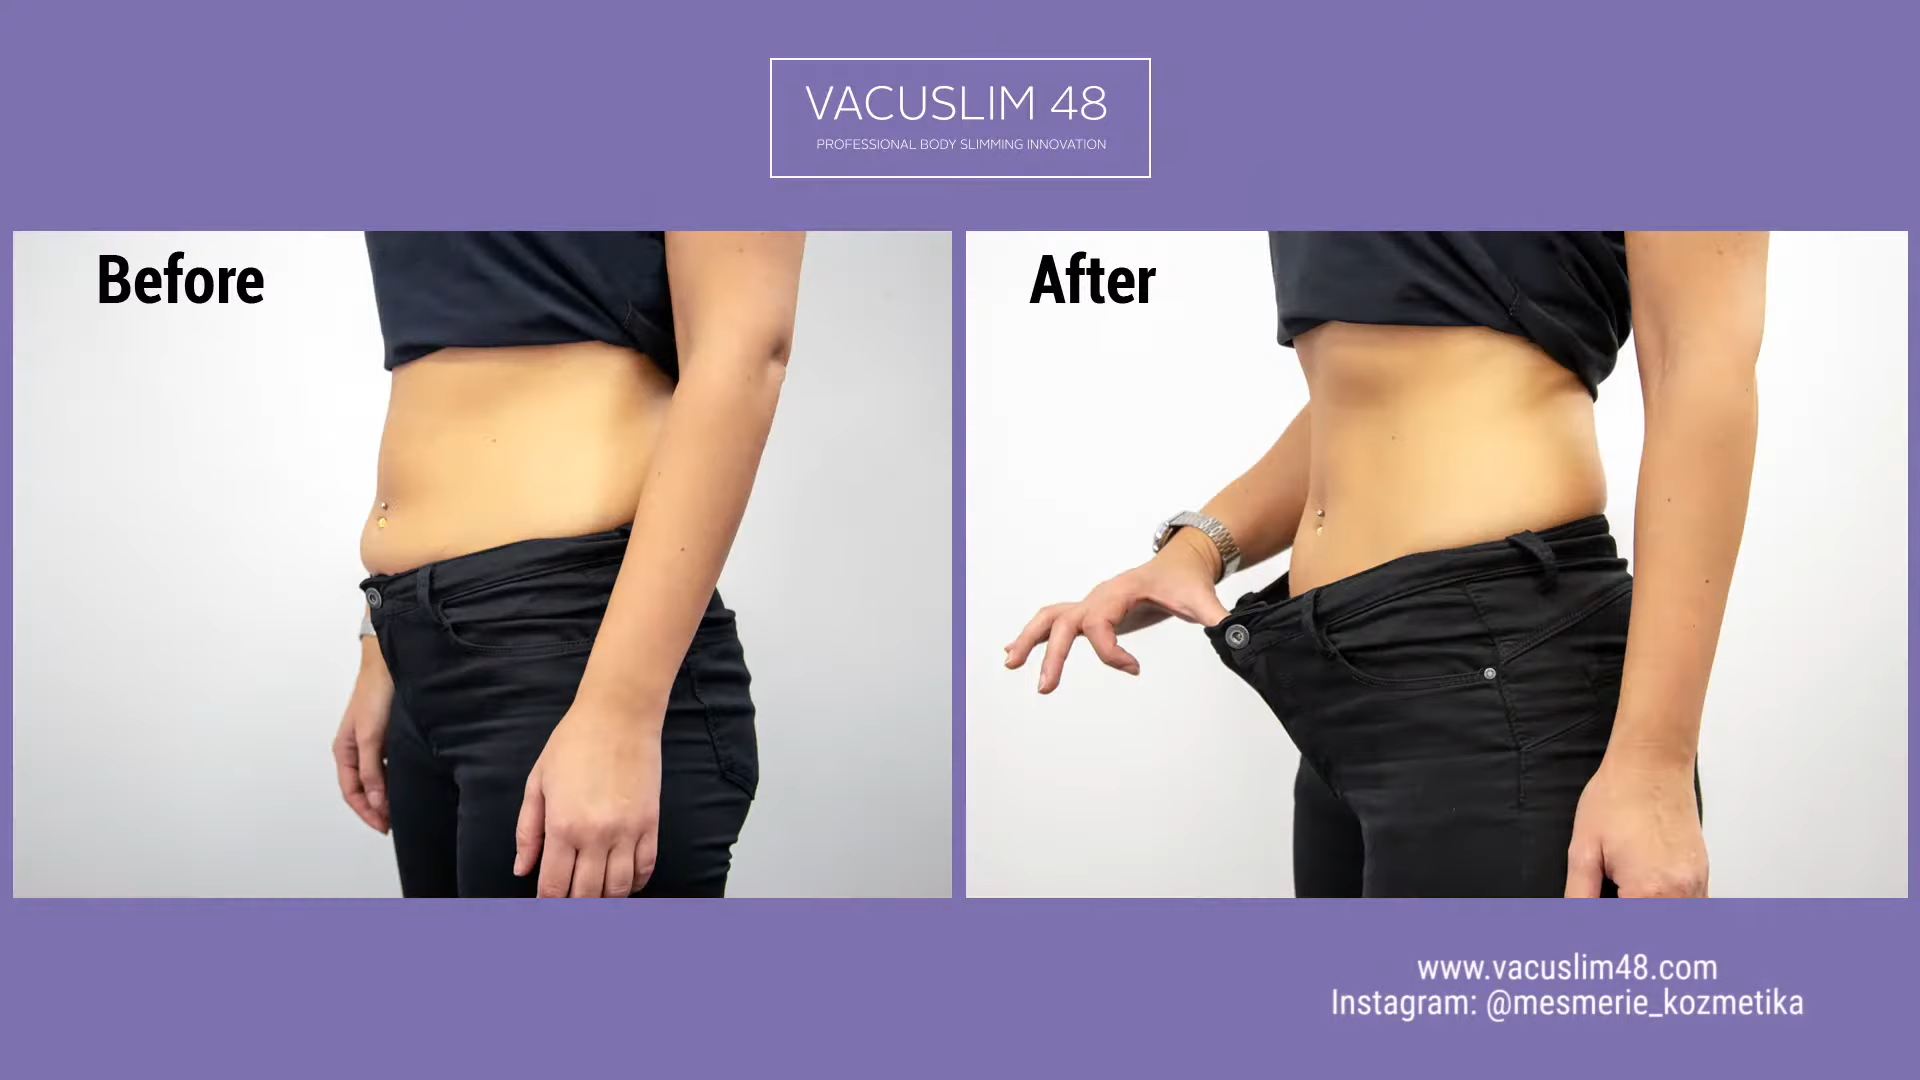 VACUSLIM 48
PROFESSIONAL BODY SLIMMING INNOVATION
Before
After
www.vacuslim48.com
Instagram: @mesmerie_kozmetika